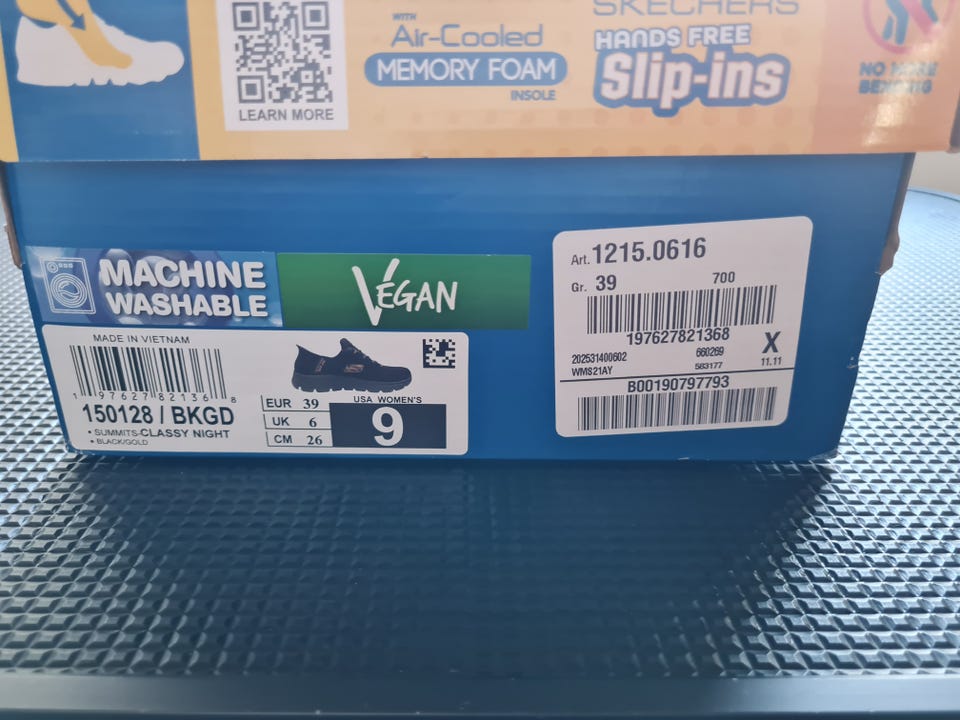 LEARN MORE
WITH
Air-Cooled
MEMORY FOAM
INSOLE
SKECHERS
HANDS FREE
Slip-ins
NO MORE
MACHINE
WASHABLE
VEGAN
MADE IN VIETNAM
1 97627 82136 8
150128 / BKGD
• SUMMITS-CLASSY NIGHT
• BLACK/GOLD
EUR 39
UK 6
CM 26
USA WOMEN'S
9
Art. 1215.0616
Gr. 39 700
197627821368
202531400602 660269 X
WMS21AY 583177 11.11
B00190797793